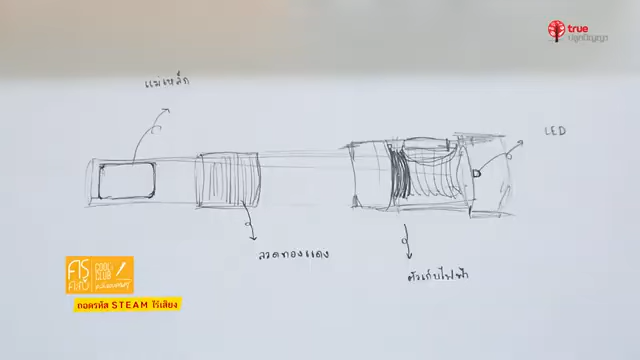 true
ปลูกปัญญา
แม่เหล็ก
LED
ลวดทองแดง
ตัวเก็บไฟฟ้า
COOL
CLUB
ถอดรหัส STEAM ไร้เสียง